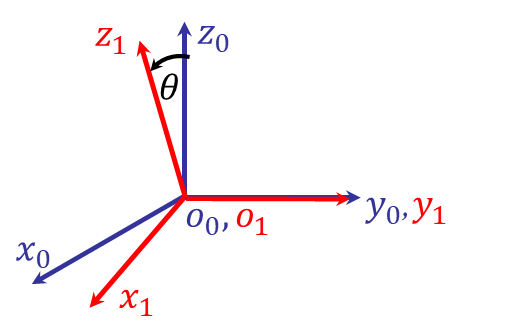 z₁ z₀
θ
o₀, o₁ y₀, y₁
x₀
x₁